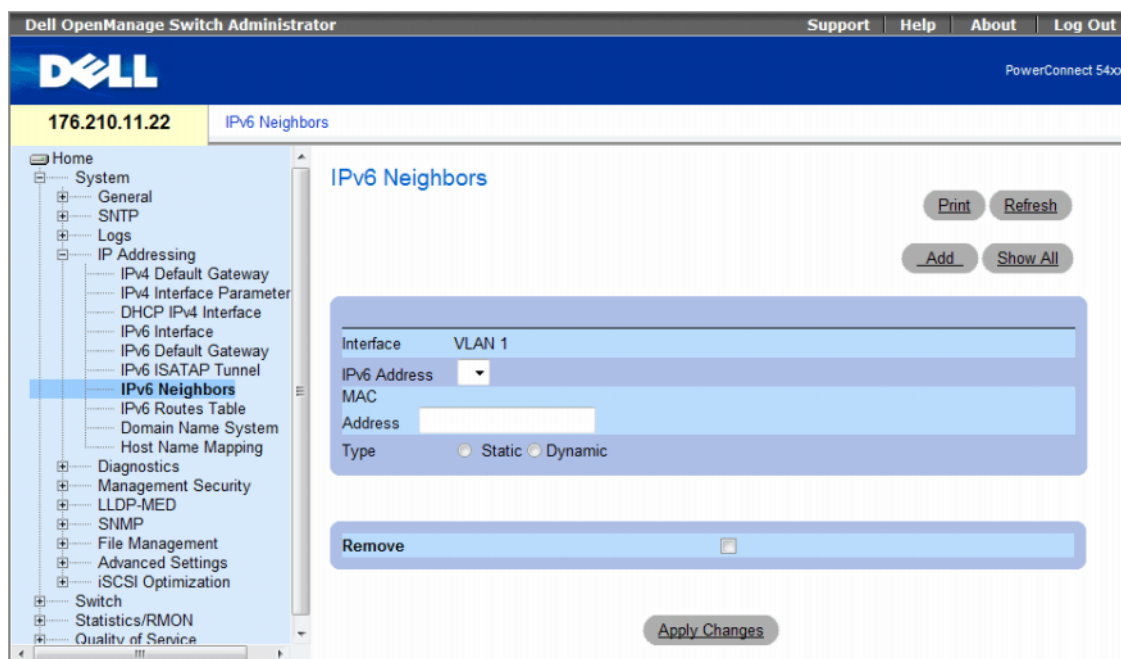 Dell OpenManage Switch Administrator
Support Help About Log Out
DELL
PowerConnect 54xx
176.210.11.22
IPv6 Neighbors
Home
System
General
SNTP
Logs
IP Addressing
IPv4 Default Gateway
IPv4 Interface Parameter
DHCP IPv4 Interface
IPv6 Interface
IPv6 Default Gateway
IPv6 ISATAP Tunnel
IPv6 Neighbors
IPv6 Routes Table
Domain Name System
Host Name Mapping
Diagnostics
Management Security
LLDP-MED
SNMP
File Management
Advanced Settings
iSCSI Optimization
Switch
Statistics/RMON
Quality of Service
IPv6 Neighbors
Print Refresh
Add Show All
Interface VLAN 1
IPv6 Address
MAC
Address
Type Static Dynamic
Remove
Apply Changes